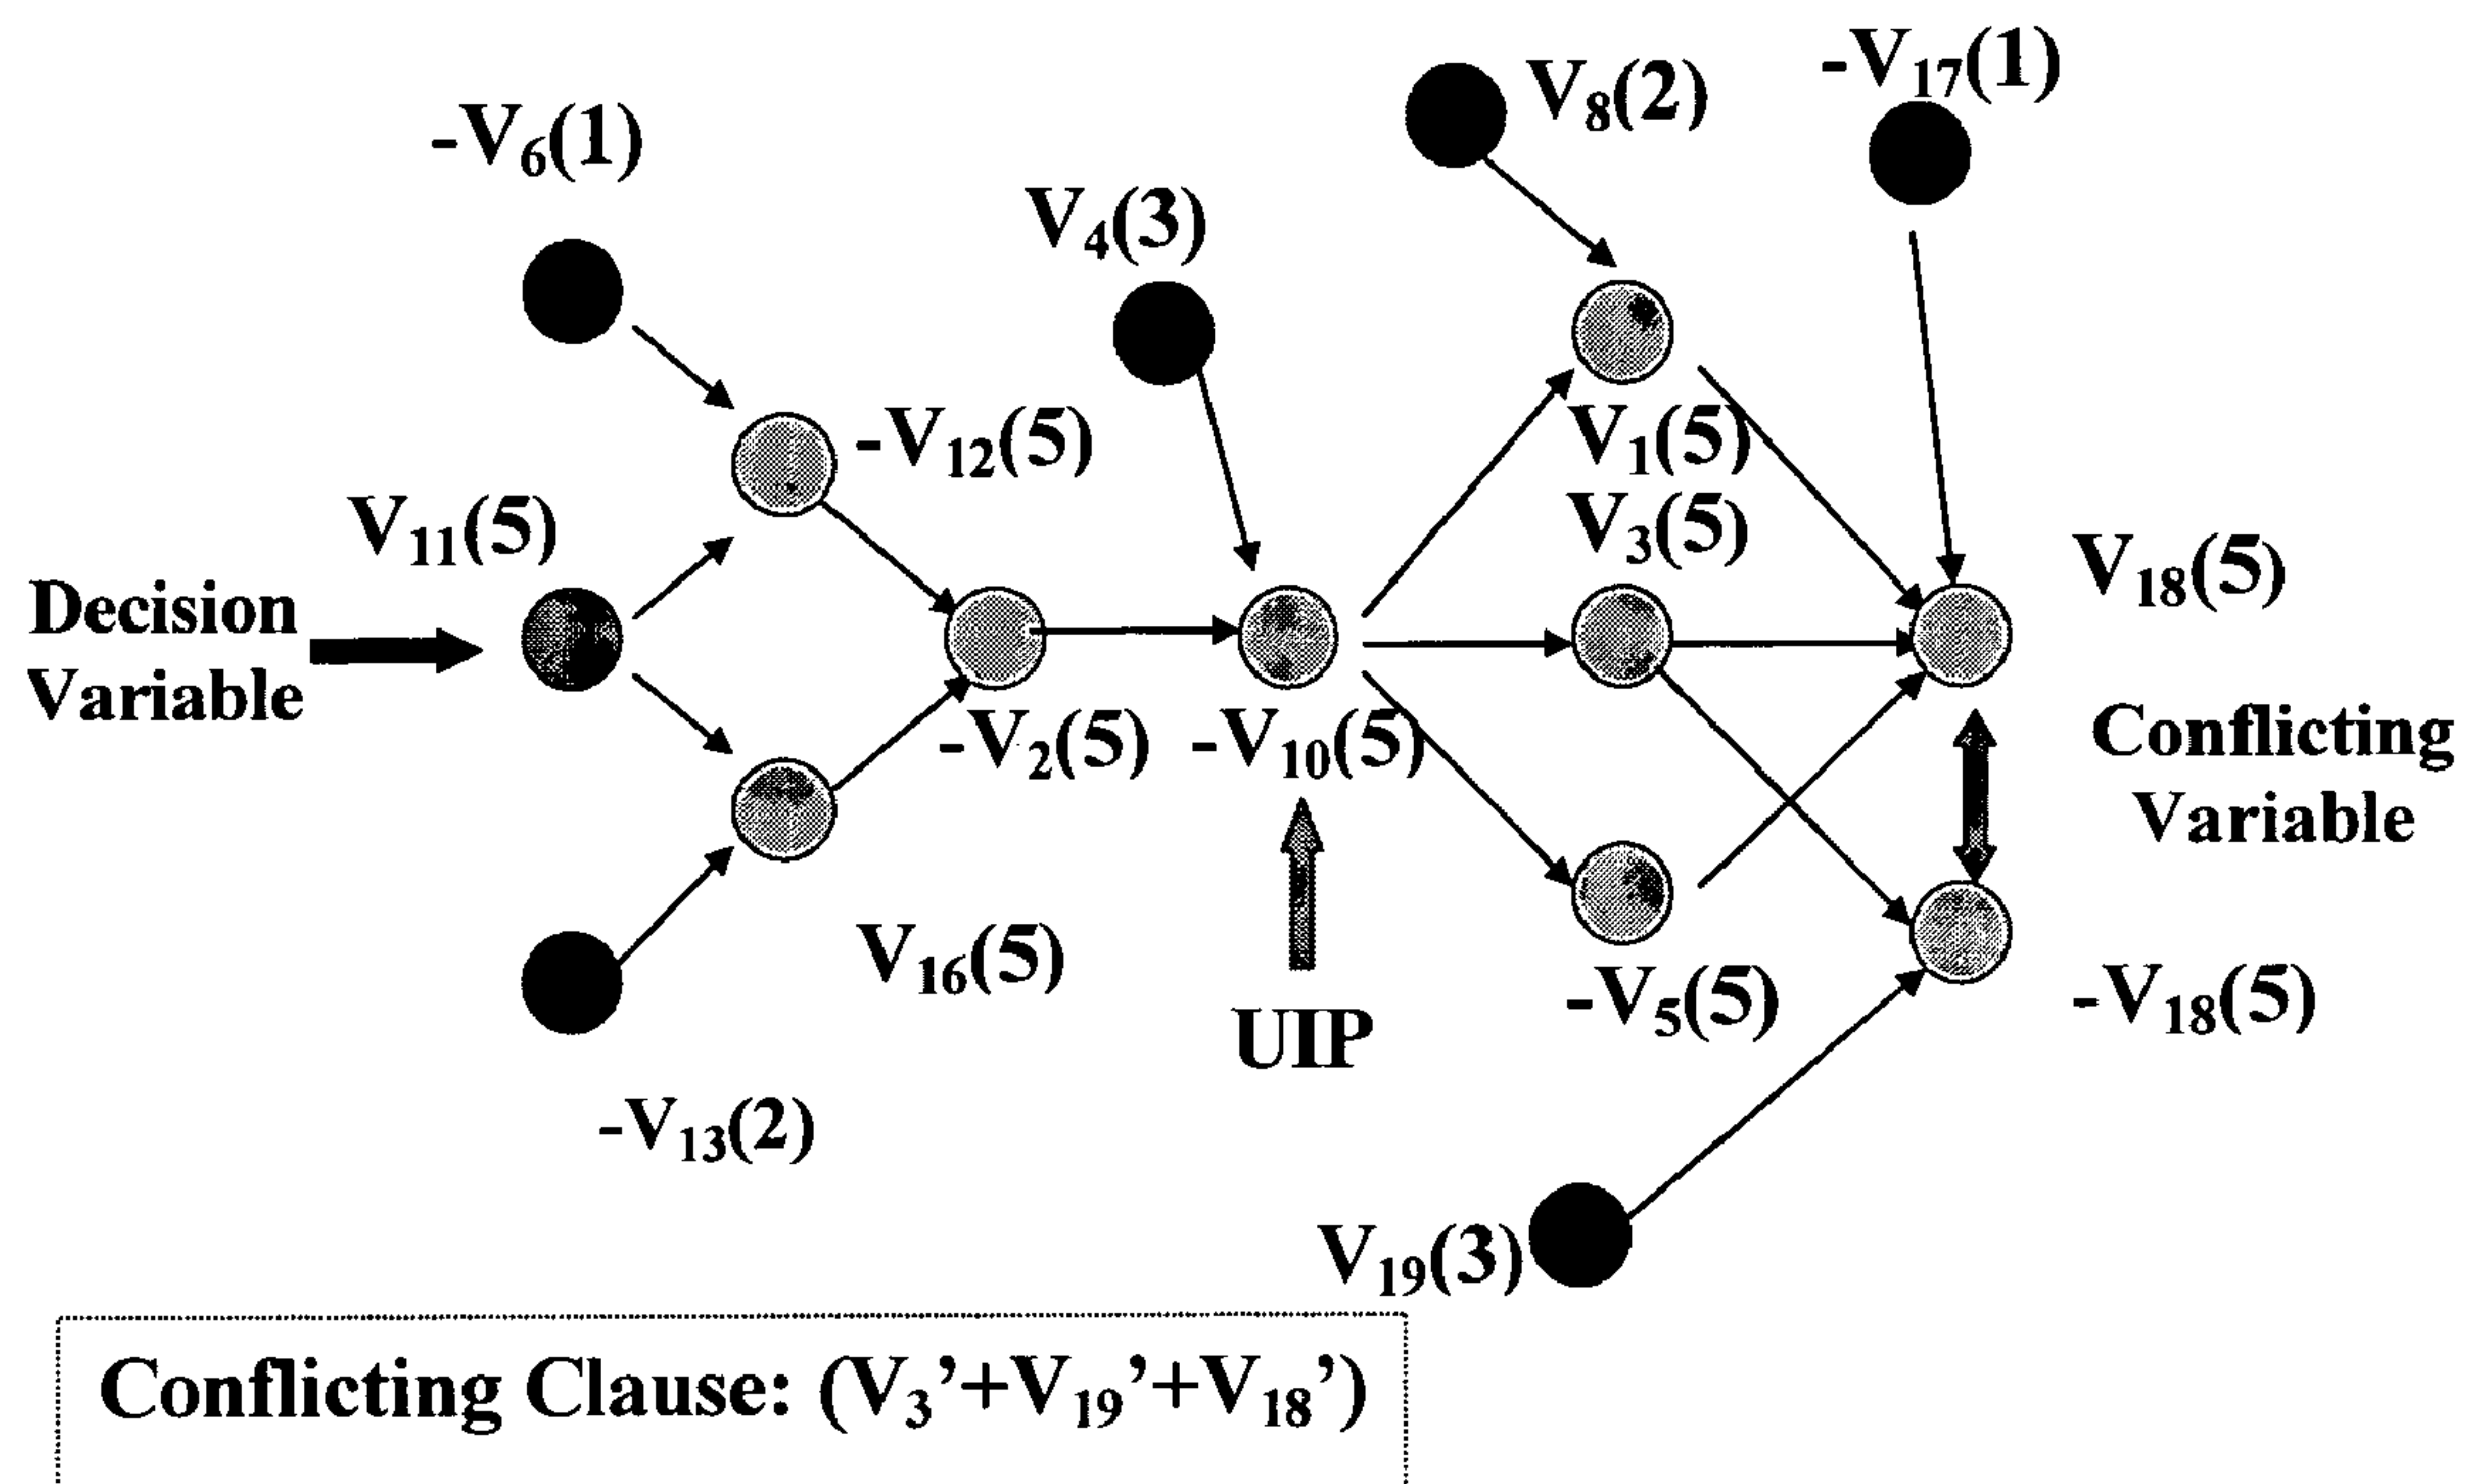 V₈(2)
-V₁₇(1)
-V₆(1)
V₄(3)
-V₁₂(5)
V₁(5)
V₁₁(5)
V₃(5)
V₁₈(5)
Decision
Variable
-V₂(5)
-V₁₀(5)
Conflicting
Variable
V₁₆(5)
-V₅(5)
-V₁₈(5)
UIP
-V₁₃(2)
V₁₉(3)
Conflicting Clause: (V₃’+V₁₉’+V₁₈’)